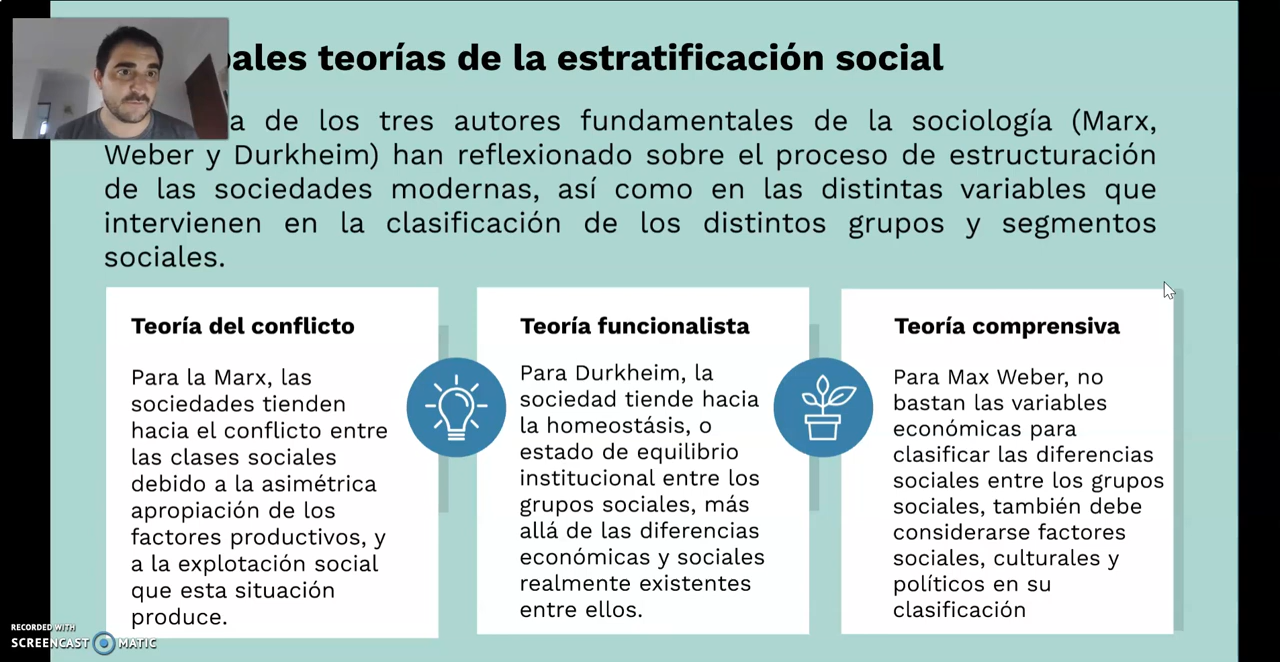 pales teorías de la estratificación social
a de los tres autores fundamentales de la sociología (Marx,
Weber y Durkheim) han reflexionado sobre el proceso de estructuración
de las sociedades modernas, así como en las distintas variables que
intervienen en la clasificación de los distintos grupos y segmentos
sociales.
Teoría del conflicto
Para la Marx, las
sociedades tienden
hacia el conflicto entre
las clases sociales
debido a la asimétrica
apropiación de los
factores productivos, y
a la explotación social
que esta situación
produce.
Teoría funcionalista
Para Durkheim, la
sociedad tiende hacia
la homeostásis, o
estado de equilibrio
institucional entre los
grupos sociales, más
allá de las diferencias
económicas y sociales
realmente existentes
entre ellos.
Teoría comprensiva
Para Max Weber, no
bastan las variables
económicas para
clasificar las diferencias
sociales entre los grupos
sociales, también debe
considerarse factores
sociales, culturales y
políticos en su
clasificación
RECORDED WITH
SCREENCAST MATIC